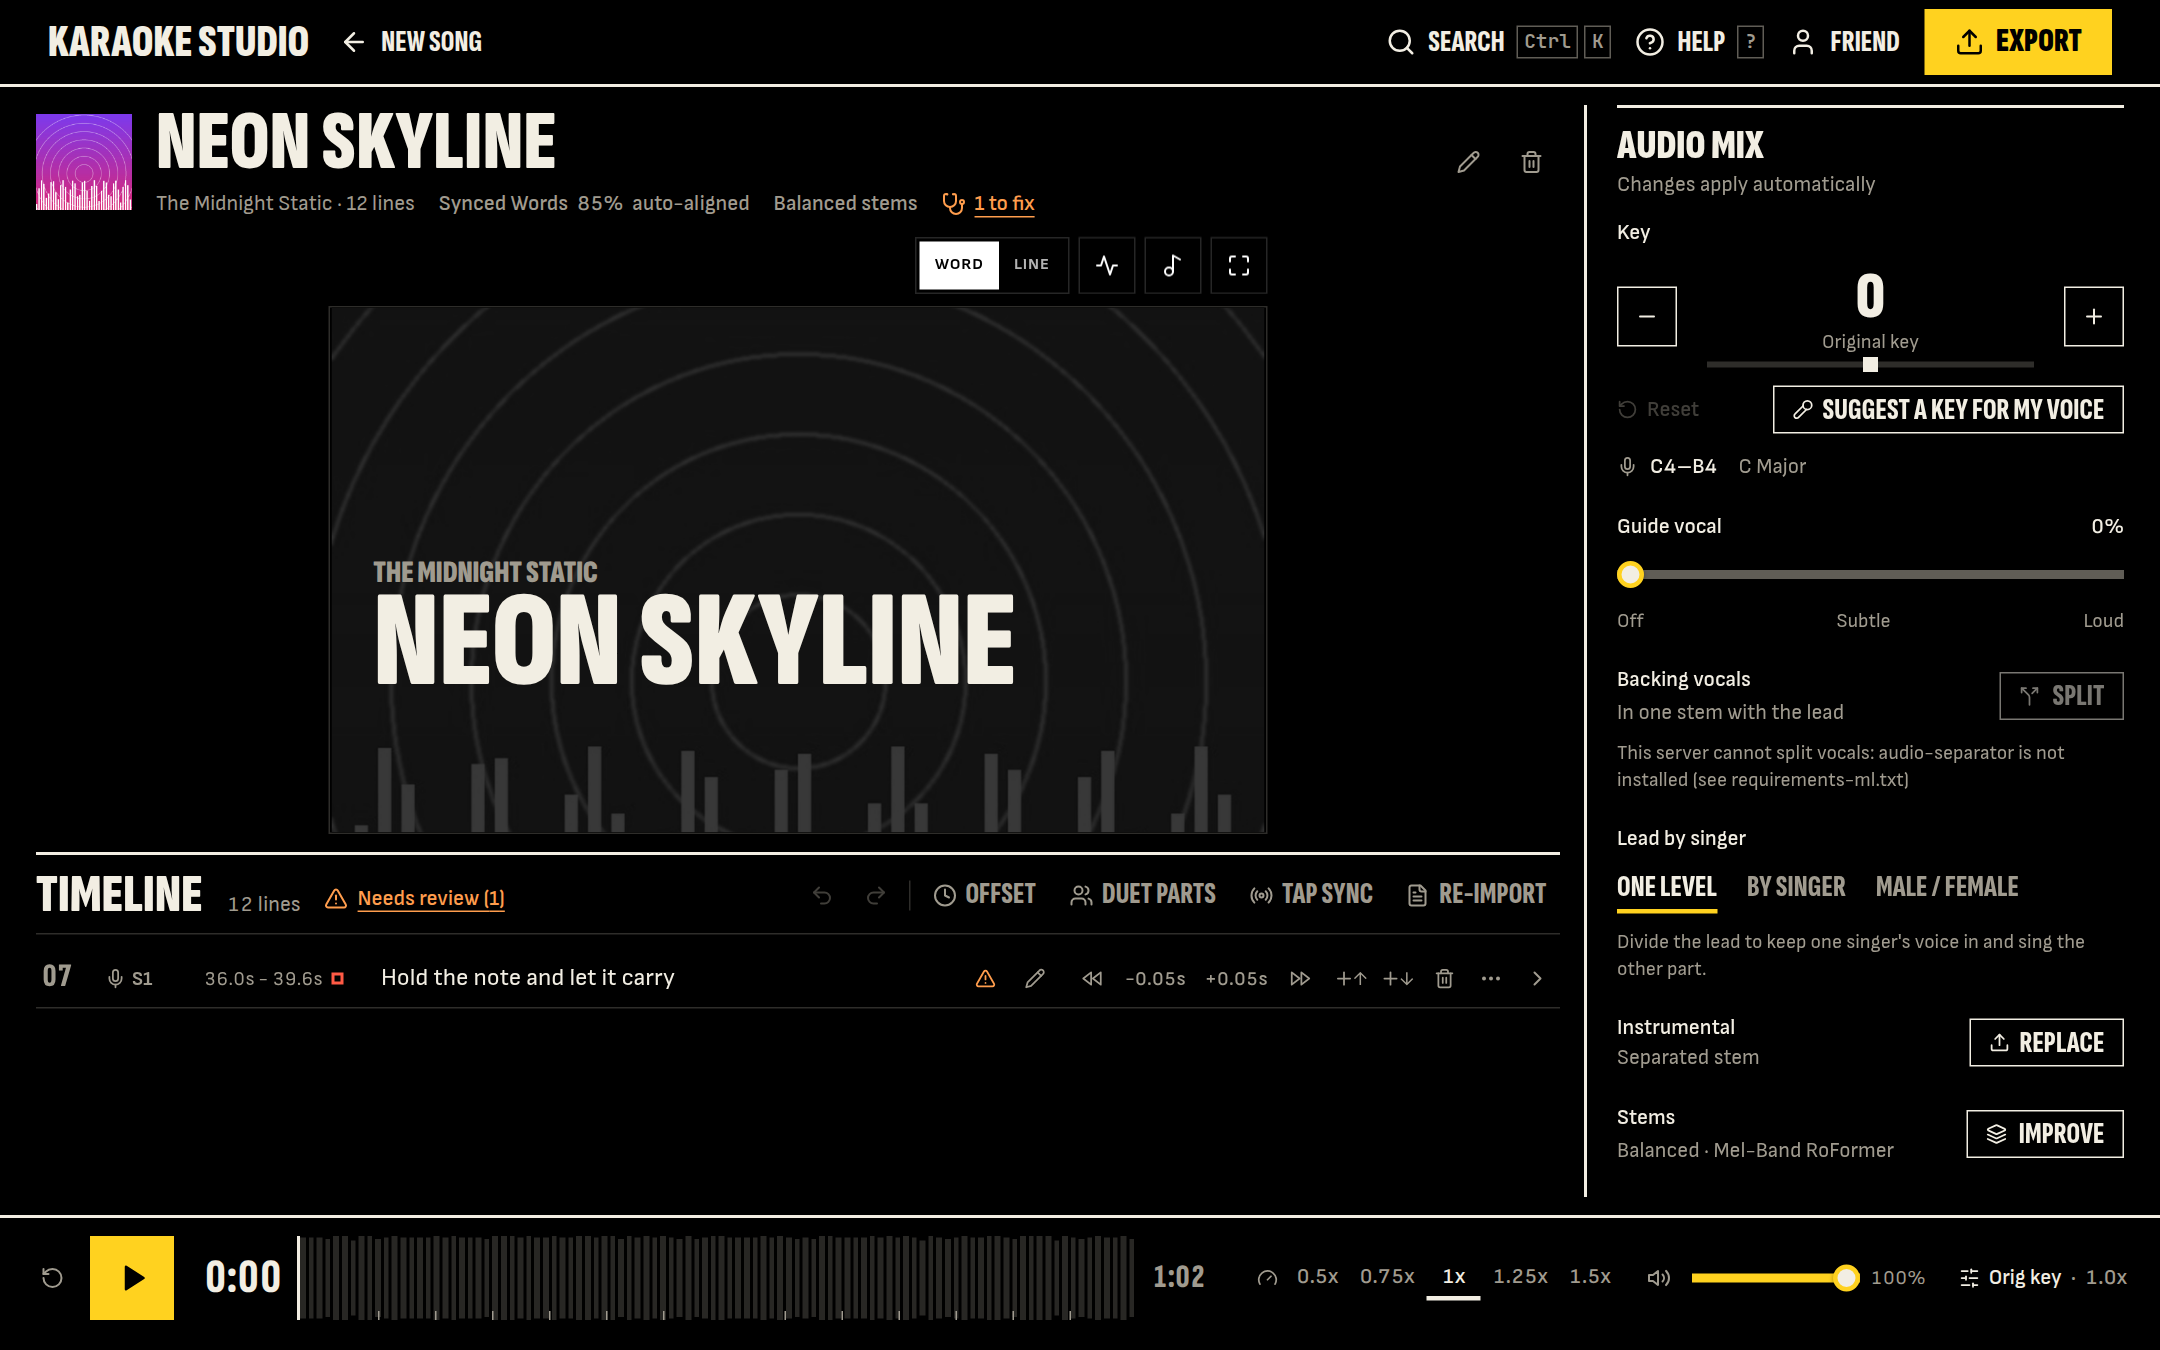 KARAOKE STUDIO
NEW SONG
SEARCH Ctrl K
HELP ?
FRIEND
EXPORT
NEON SKYLINE
The Midnight Static · 12 lines Synced Words 85% auto-aligned Balanced stems 1 to fix
WORD LINE
THE MIDNIGHT STATIC
NEON SKYLINE
TIMELINE 12 lines Needs review (1)
OFFSET DUET PARTS TAP SYNC RE-IMPORT
07 S1 36.0s - 39.6s Hold the note and let it carry -0.05s +0.05s
AUDIO MIX
Changes apply automatically
Key
0
Original key
Reset SUGGEST A KEY FOR MY VOICE
C4–B4 C Major
Guide vocal 0%
Off Subtle Loud
Backing vocals
In one stem with the lead
SPLIT
This server cannot split vocals: audio-separator is not
installed (see requirements-ml.txt)
Lead by singer
ONE LEVEL BY SINGER MALE / FEMALE
Divide the lead to keep one singer's voice in and sing the
other part.
Instrumental
Separated stem
REPLACE
Stems
Balanced · Mel-Band RoFormer
IMPROVE
0:00 1:02 0.5x 0.75x 1x 1.25x 1.5x 100% Orig key · 1.0x